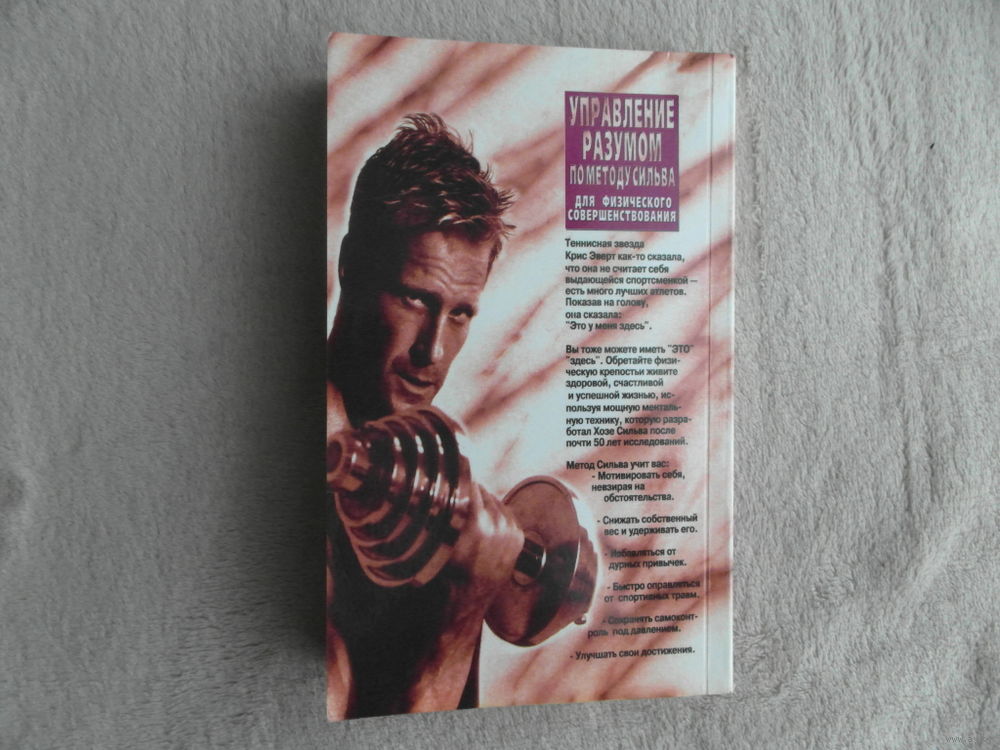 УПРАВЛЕНИЕ
РАЗУМОМ
ПО МЕТОДУ СИЛЬВА
ДЛЯ ФИЗИЧЕСКОГО
СОВЕРШЕНСТВОВАНИЯ
Теннисная звезда
Крис Эверт как-то сказала,
что она не считает себя
выдающейся спортсменкой —
есть много лучших атлетов.
Показав на голову,
она сказала:
"Это у меня здесь".
Вы тоже можете иметь "ЭТО"
"здесь". Обретайте физи-
ческую крепостьи живите
здоровой, счастливой
и успешной жизнью, ис-
пользуя мощную менталь-
ную технику, которую разра-
ботал Хозе Сильва после
почти 50 лет исследований.
Метод Сильва учит вас:
- Мотивировать себя,
невзирая на
обстоятельства.
- Снижать собственный
вес и удерживать его.
- Избавляться от
дурных привычек.
- Быстро оправляться
от спортивных травм.
- Сохранять самоконт-
роль под давлением.
- Улучшать свои достижения.